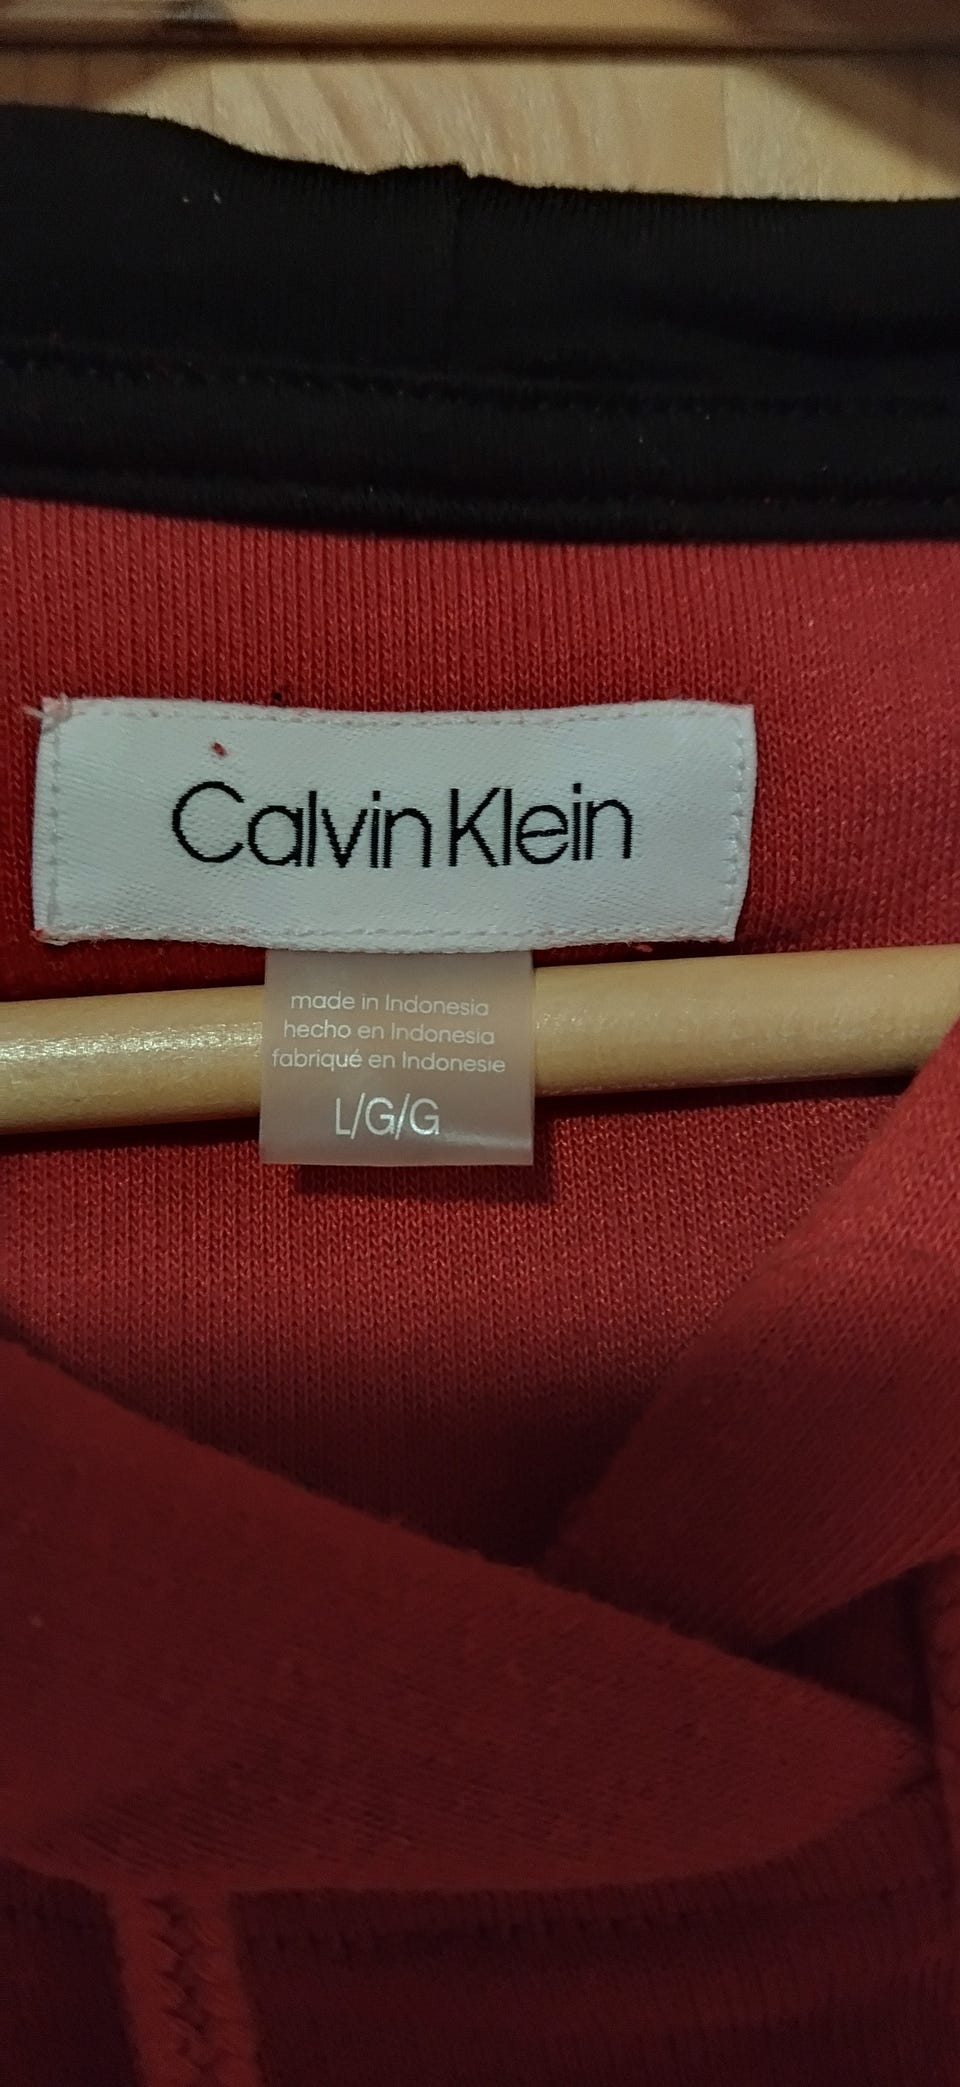 Calvin Klein
made in Indonesia
hecho en Indonesia
fabriqué en Indonesie
L/G/G